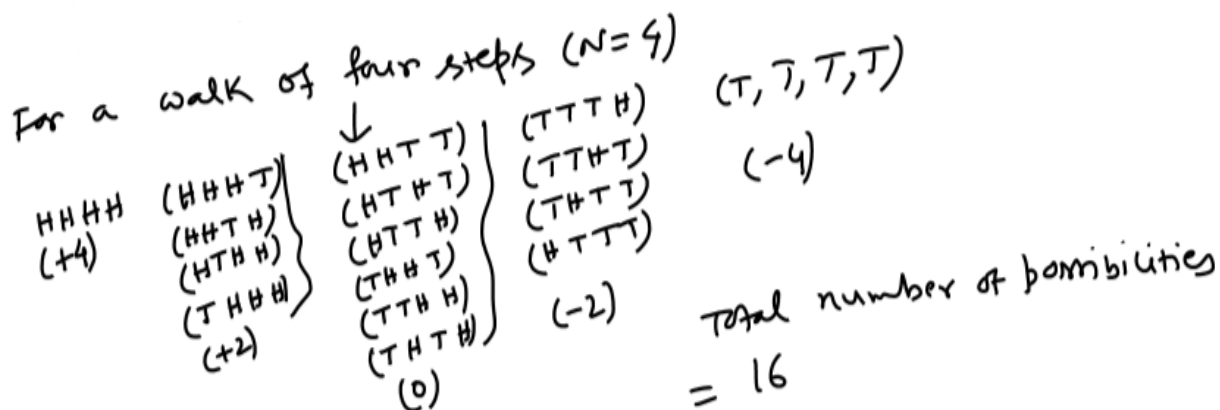 For a walk of four steps (N=4)
HHHH
(+4)
(HHHT)
(HHTH)
(HTHH)
(THHH)
(+2)
(HHTT)
(HTHT)
(HTTH)
(THHT)
(TTHH)
(THTH)
(0)
(TTTH)
(TTHT)
(THTT)
(HTTT)
(-2)
(T, T, T, T)
(-4)
Total number of possibilities
= 16